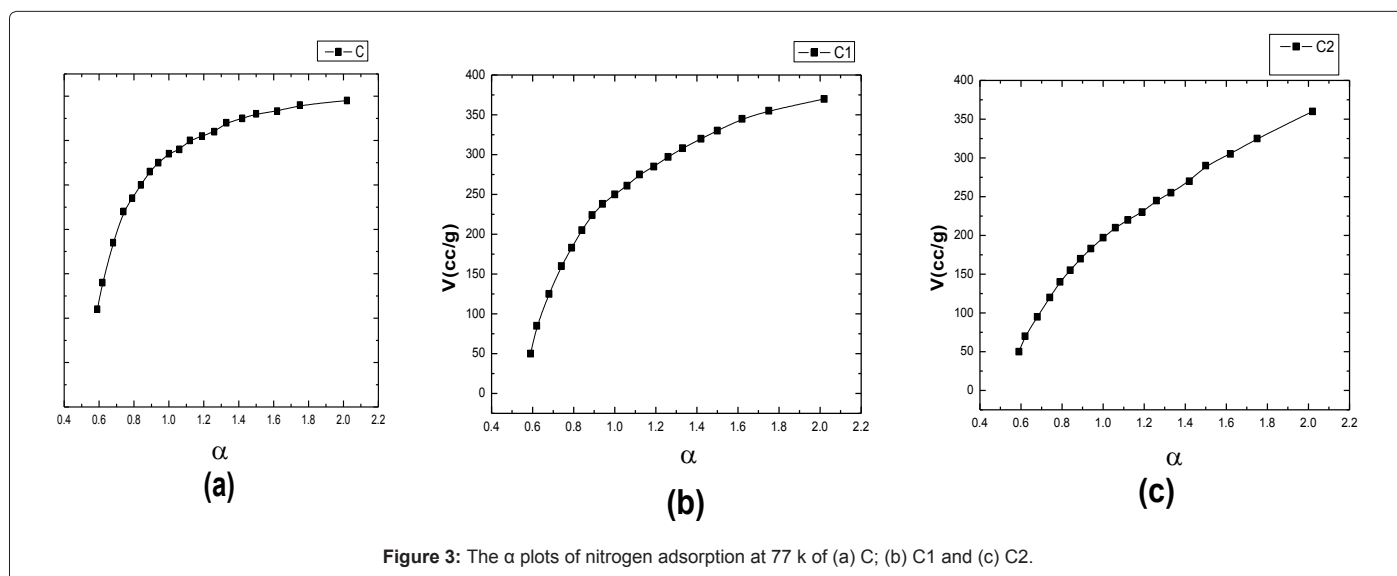 C
0.4 0.6 0.8 1.0 1.2 1.4 1.6 1.8 2.0 2.2
α
(a)
C1
400
350
300
250
200
150
100
50
0
V(cc/g)
0.4 0.6 0.8 1.0 1.2 1.4 1.6 1.8 2.0 2.2
α
(b)
C2
400
350
300
250
200
150
100
50
0
V(cc/g)
0.4 0.6 0.8 1.0 1.2 1.4 1.6 1.8 2.0 2.2
α
(c)
Figure 3: The α plots of nitrogen adsorption at 77 k of (a) C; (b) C1 and (c) C2.